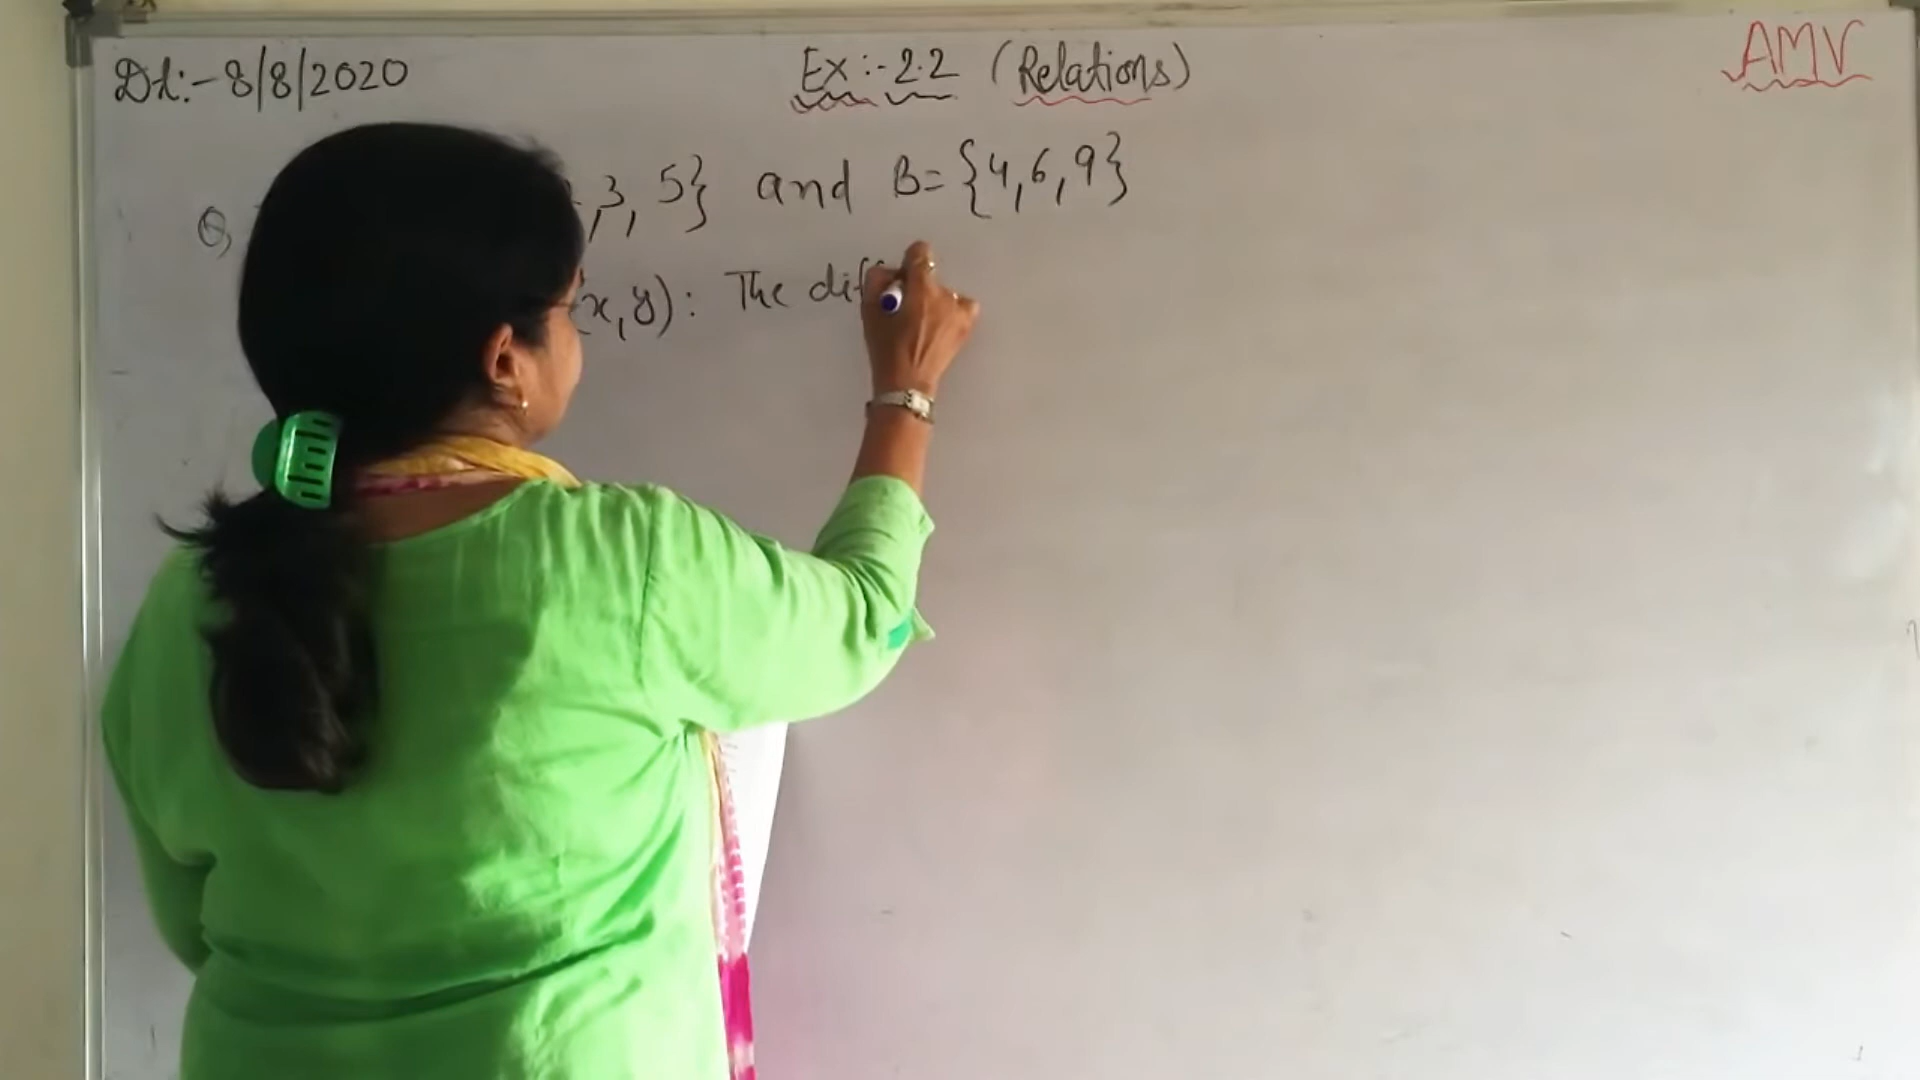 Dt:- 8/8/2020
Ex:- 2.2 (Relations)
AMV
Q, , 3, 5} and B= {4, 6, 9}
(x, y): The dif